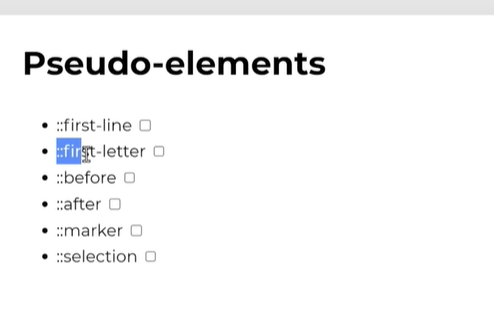 Pseudo-elements
• ::first-line
• ::first-letter
• ::before
• ::after
• ::marker
• ::selection